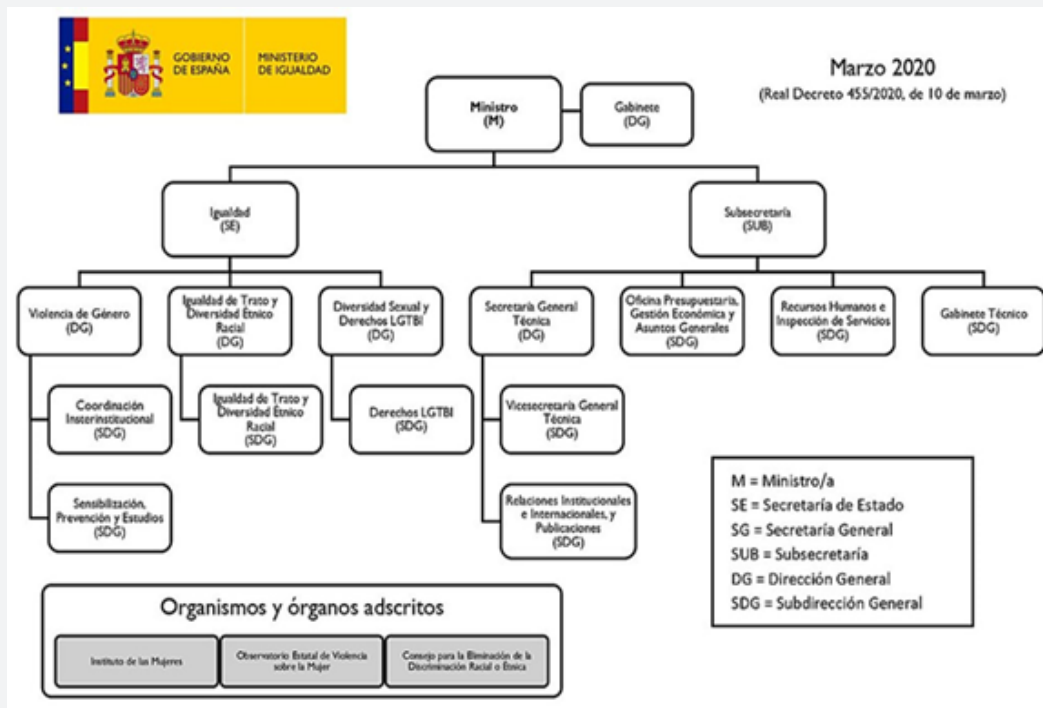 GOBIERNO
DE ESPAÑA
MINISTERIO
DE IGUALDAD
Marzo 2020
(Real Decreto 455/2020, de 10 de marzo)
Ministro
(M)
Gabinete
(DG)
Igualdad
(SE)
Subsecretaría
(SUB)
Violencia de Género
(DG)
Igualdad de Trato y
Diversidad Étnico
Racial
(DG)
Diversidad Sexual y
Derechos LGTBI
(DG)
Secretaría General
Técnica
(DG)
Oficina Presupuestaria,
Gestión Económica y
Asuntos Generales
(SDG)
Recursos Humanos e
Inspección de Servicios
(SDG)
Gabinete Técnico
(SDG)
Coordinación
Insterinstitucional
(SDG)
Igualdad de Trato y
Diversidad Étnico
Racial
(SDG)
Derechos LGTBI
(SDG)
Vicesecretaría General
Técnica
(SDG)
Sensibilización,
Prevención y Estudios
(SDG)
Relaciones Institucionales
e Internacionales, y
Publicaciones
(SDG)
M = Ministro/a
SE = Secretaría de Estado
SG = Secretaría General
SUB = Subsecretaría
DG = Dirección General
SDG = Subdirección General
Organismos y órganos adscritos
Instituto de las Mujeres
Observatorio Estatal de Violencia
sobre la Mujer
Consejo para la Eliminación de la
Discriminación Racial o Étnica